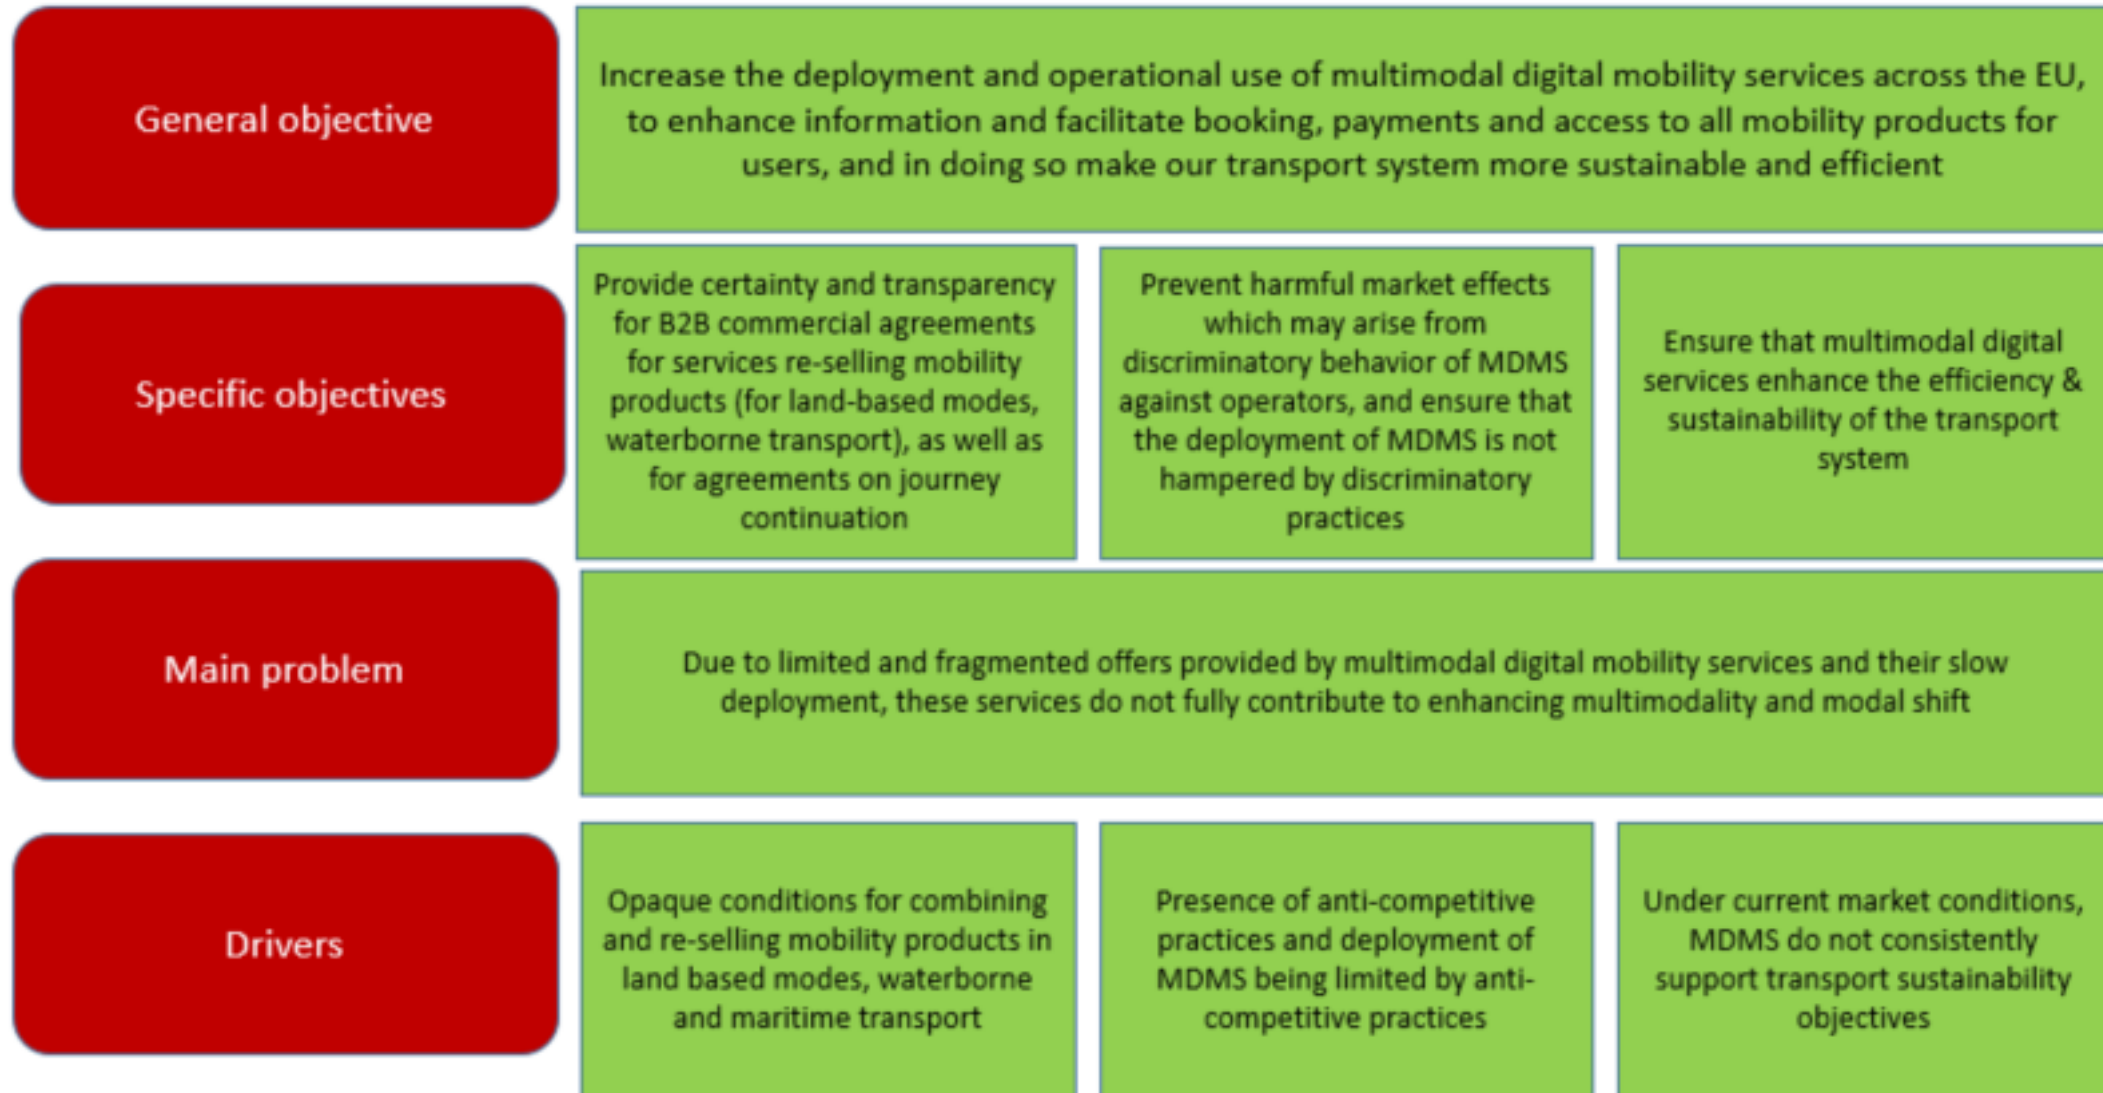 General objective
Increase the deployment and operational use of multimodal digital mobility services across the EU,
to enhance information and facilitate booking, payments and access to all mobility products for
users, and in doing so make our transport system more sustainable and efficient
Specific objectives
Provide certainty and transparency
for B2B commercial agreements
for services re-selling mobility
products (for land-based modes,
waterborne transport), as well as
for agreements on journey
continuation
Prevent harmful market effects
which may arise from
discriminatory behavior of MDMS
against operators, and ensure that
the deployment of MDMS is not
hampered by discriminatory
practices
Ensure that multimodal digital
services enhance the efficiency &
sustainability of the transport
system
Main problem
Due to limited and fragmented offers provided by multimodal digital mobility services and their slow
deployment, these services do not fully contribute to enhancing multimodality and modal shift
Drivers
Opaque conditions for combining
and re-selling mobility products in
land based modes, waterborne
and maritime transport
Presence of anti-competitive
practices and deployment of
MDMS being limited by anti-
competitive practices
Under current market conditions,
MDMS do not consistently
support transport sustainability
objectives